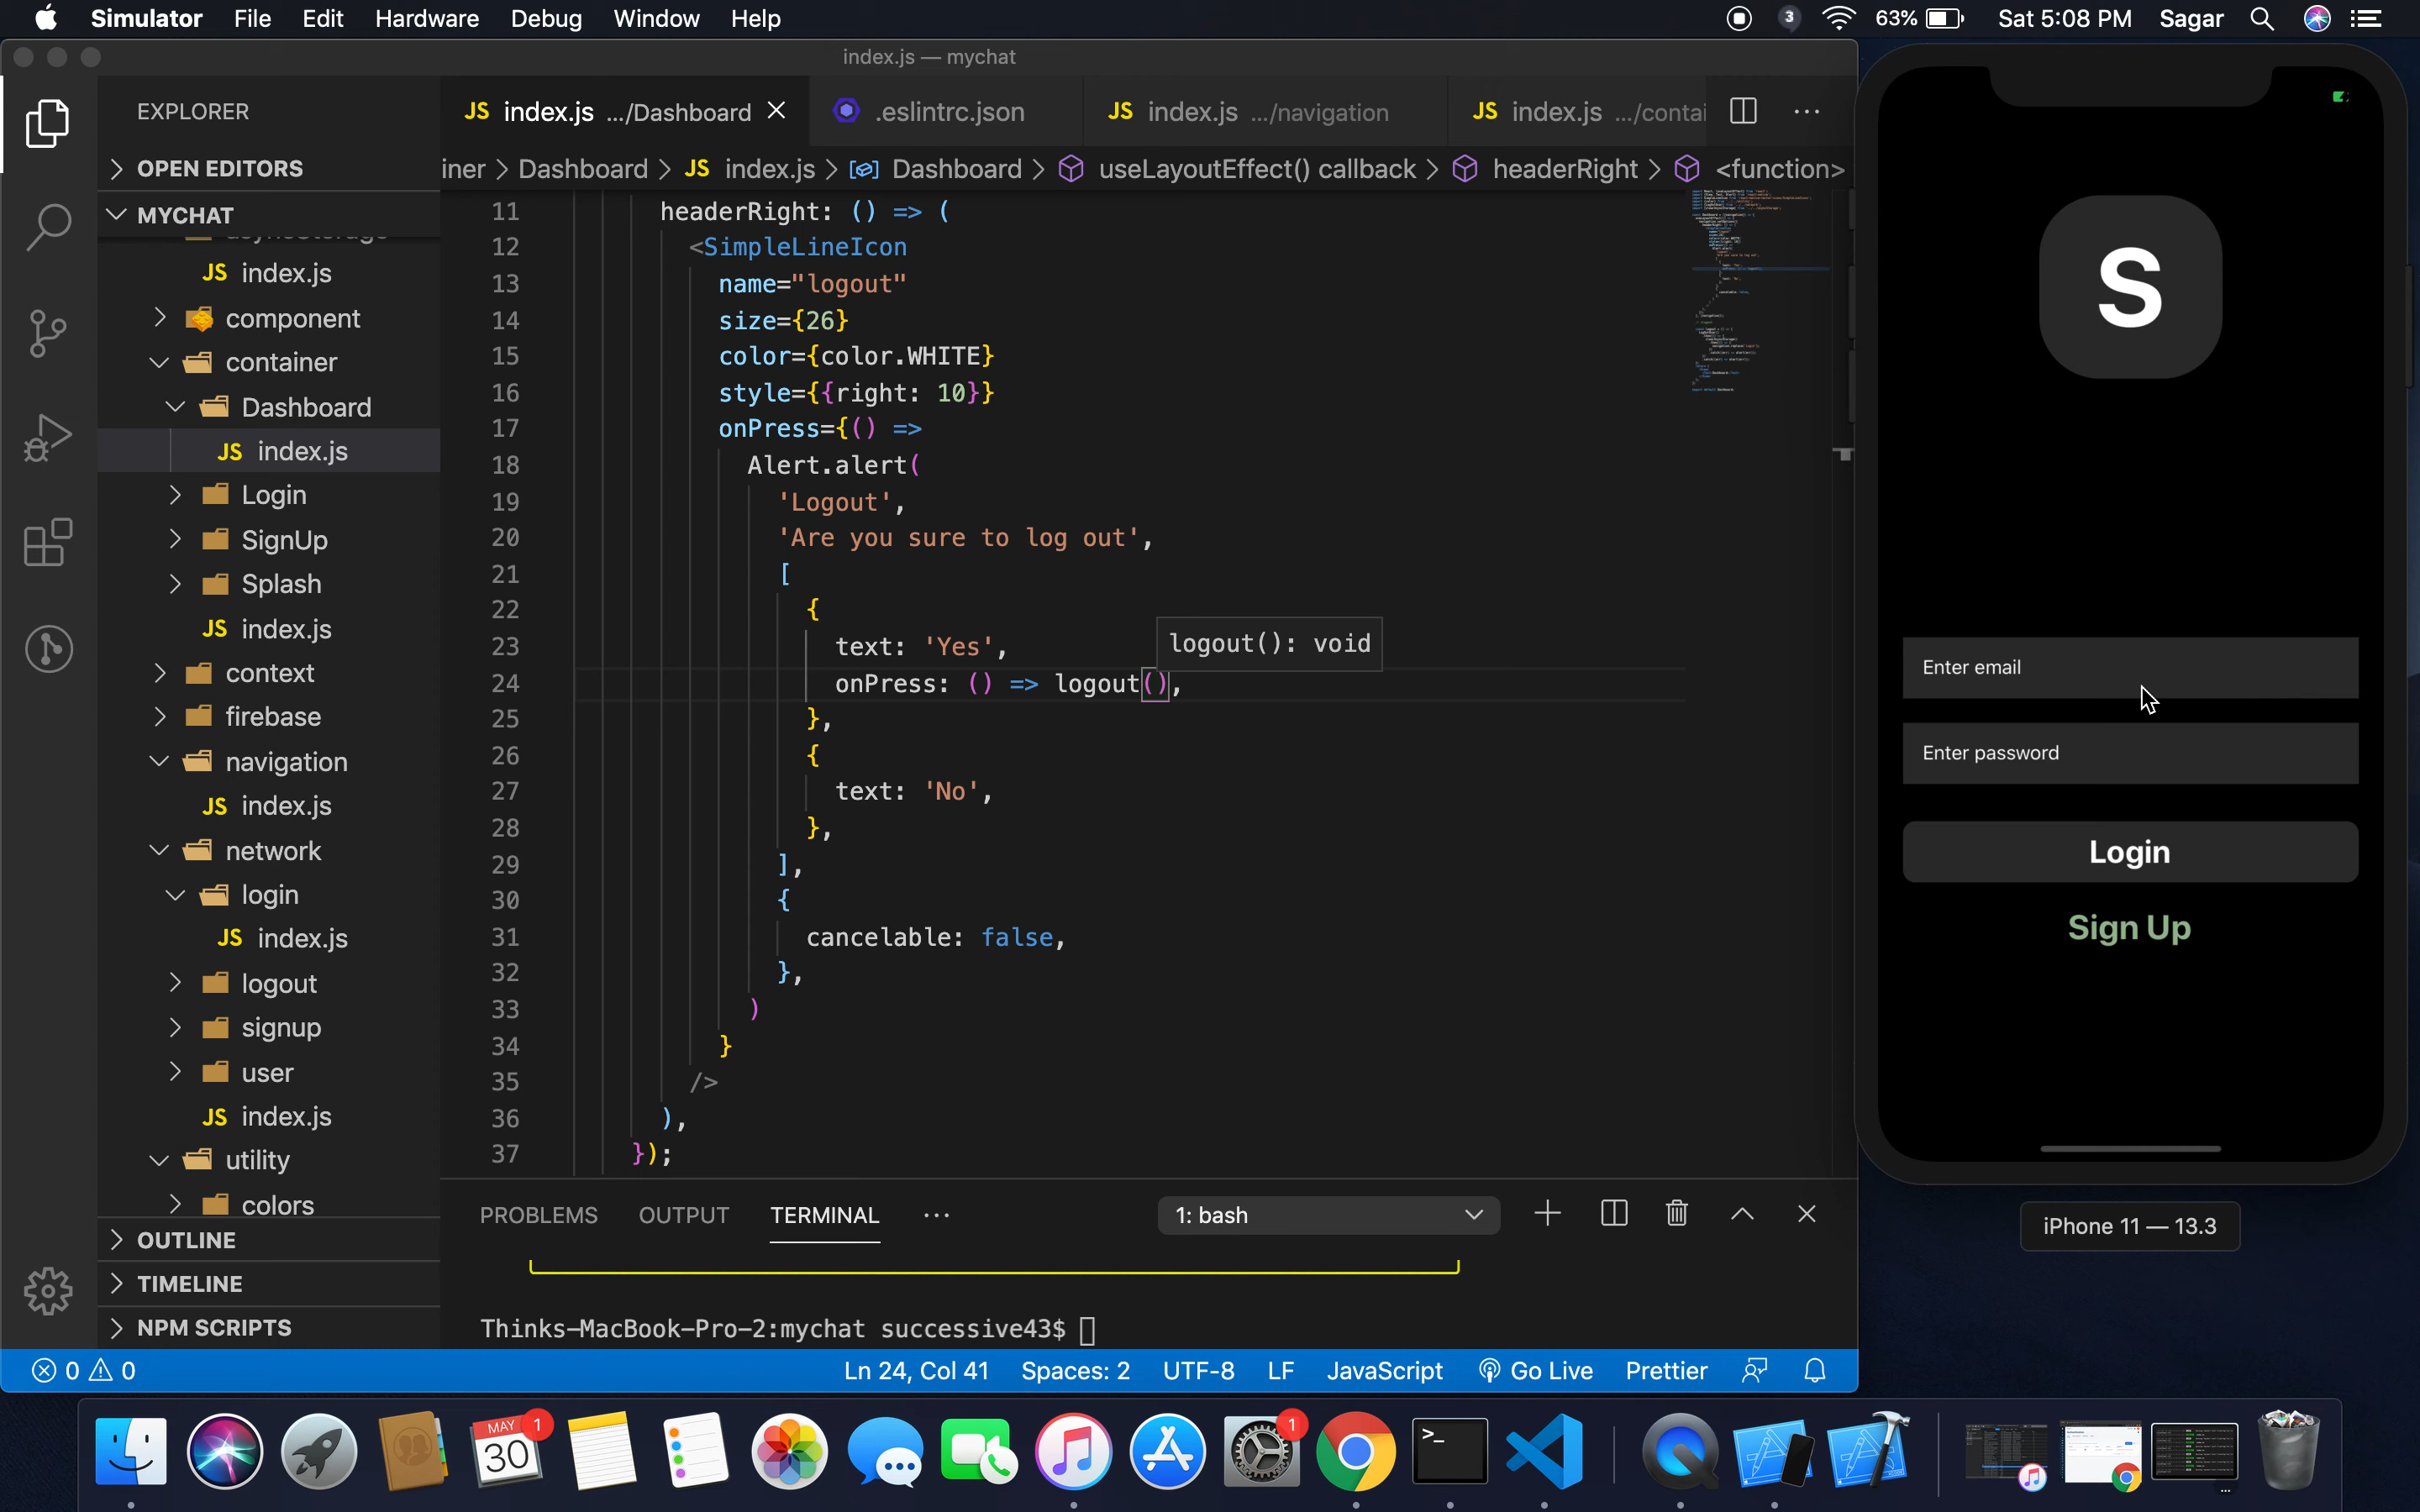 Simulator File Edit Hardware Debug Window Help
3 63% Sat 5:08 PM Sagar
index.js — mychat
EXPLORER
OPEN EDITORS
MYCHAT
JS index.js
component
container
Dashboard
JS index.js
Login
SignUp
Splash
JS index.js
context
firebase
navigation
JS index.js
network
login
JS index.js
logout
signup
user
JS index.js
utility
colors
OUTLINE
TIMELINE
NPM SCRIPTS
JS index.js .../Dashboard
.eslintrc.json
JS index.js .../navigation
JS index.js .../contai
iner > Dashboard > JS index.js > Dashboard > useLayoutEffect() callback > headerRight > <function>
11 headerRight: () => (
12 <SimpleLineIcon
13 name="logout"
14 size={26}
15 color={color.WHITE}
16 style={{right: 10}}
17 onPress={() =>
18 Alert.alert(
19 'Logout',
20 'Are you sure to log out',
21 [
22 {
23 text: 'Yes',
logout(): void
24 onPress: () => logout(),
25 },
26 {
27 text: 'No',
28 },
29 ],
30 {
31 cancelable: false,
32 },
33 )
34 }
35 />
36 ),
37 });
PROBLEMS OUTPUT TERMINAL ··· 1: bash
Thinks-MacBook-Pro-2:mychat successive43$
0 0 Ln 24, Col 41 Spaces: 2 UTF-8 LF JavaScript Go Live Prettier
S
Enter email
Enter password
Login
Sign Up
iPhone 11 — 13.3
MAY
30
1
1
>_